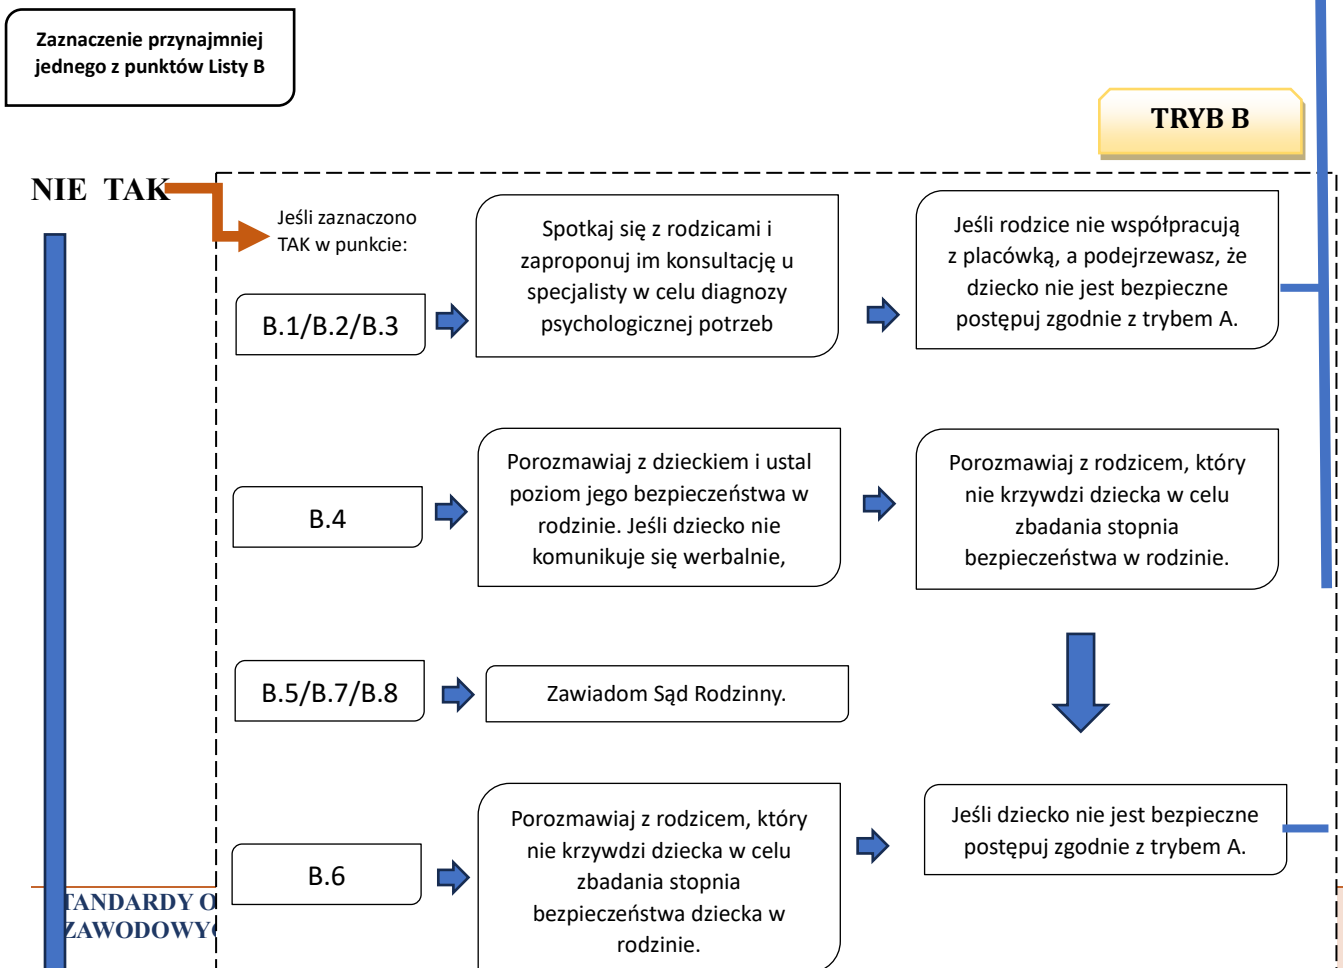 Zaznaczenie przynajmniej
jednego z punktów Listy B
TRYB B
NIE TAK
Jeśli zaznaczono
TAK w punkcie:
B.1/B.2/B.3
Spotkaj się z rodzicami i
zaproponuj im konsultację u
specjalisty w celu diagnozy
psychologicznej potrzeb
Jeśli rodzice nie współpracują
z placówką, a podejrzewasz, że
dziecko nie jest bezpieczne
postępuj zgodnie z trybem A.
B.4
Porozmawiaj z dzieckiem i ustal
poziom jego bezpieczeństwa w
rodzinie. Jeśli dziecko nie
komunikuje się werbalnie,
Porozmawiaj z rodzicem, który
nie krzywdzi dziecka w celu
zbadania stopnia
bezpieczeństwa w rodzinie.
B.5/B.7/B.8
Zawiadom Sąd Rodzinny.
B.6
Porozmawiaj z rodzicem, który
nie krzywdzi dziecka w celu
zbadania stopnia
bezpieczeństwa dziecka w
rodzinie.
Jeśli dziecko nie jest bezpieczne
postępuj zgodnie z trybem A.
TANDARDY O
ZAWODOWY